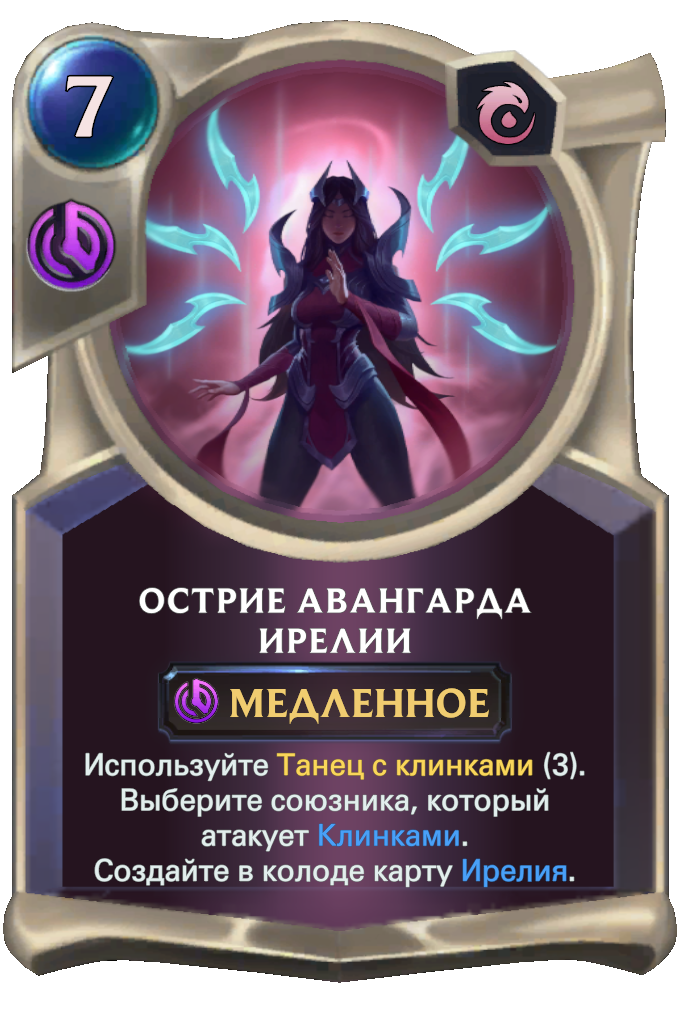 7
ОСТРИЕ АВАНГАРДА
ИРЕЛИИ
МЕДЛЕННОЕ
Используйте Танец с клинками (3).
Выберите союзника, который
атакует Клинками.
Создайте в колоде карту Ирелия.